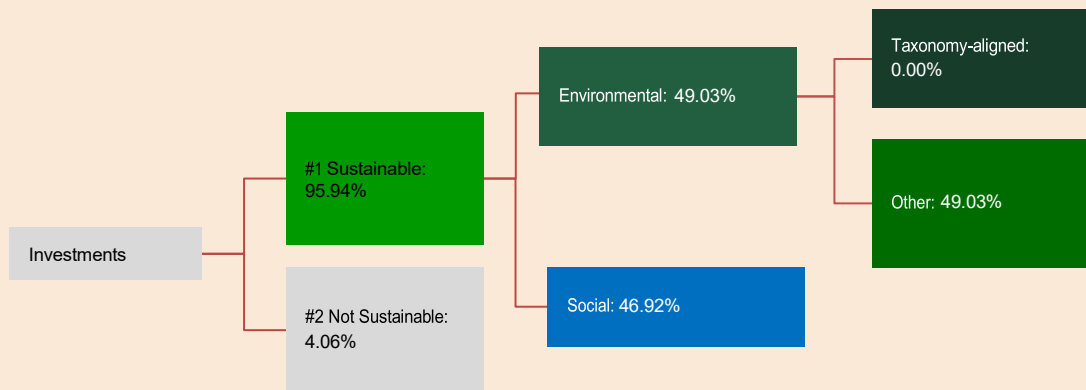 Investments
#1 Sustainable:
95.94%
#2 Not Sustainable:
4.06%
Environmental: 49.03%
Social: 46.92%
Taxonomy-aligned:
0.00%
Other: 49.03%